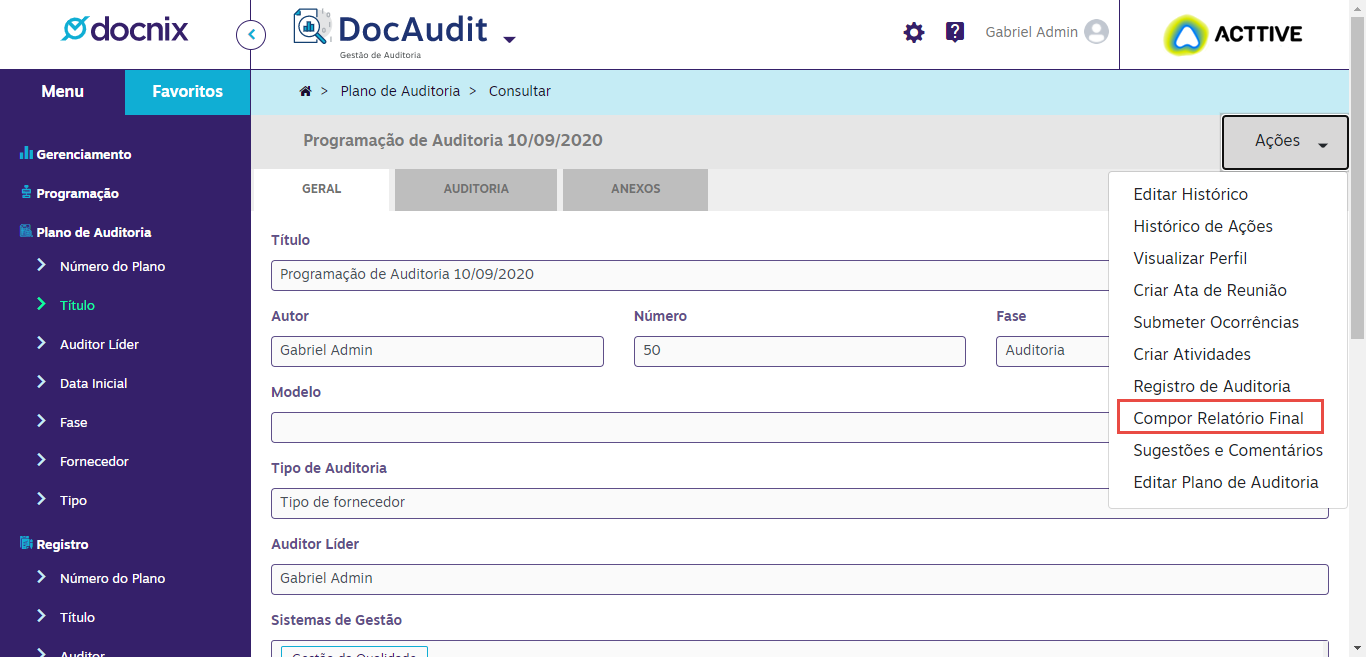 docnix
DocAudit
Gestão de Auditoria
Gabriel Admin
ACTTIVE
Menu
Favoritos
> Plano de Auditoria > Consultar
Gerenciamento
Programação
Plano de Auditoria
Número do Plano
Título
Auditor Líder
Data Inicial
Fase
Fornecedor
Tipo
Registro
Número do Plano
Título
Auditor
Programação de Auditoria 10/09/2020
Ações
GERAL
AUDITORIA
ANEXOS
Editar Histórico
Histórico de Ações
Visualizar Perfil
Criar Ata de Reunião
Submeter Ocorrências
Criar Atividades
Registro de Auditoria
Compor Relatório Final
Sugestões e Comentários
Editar Plano de Auditoria
Título
Programação de Auditoria 10/09/2020
Autor
Número
Fase
Gabriel Admin
50
Auditoria
Modelo
Tipo de Auditoria
Tipo de fornecedor
Auditor Líder
Gabriel Admin
Sistemas de Gestão
Gestão da Qualidade